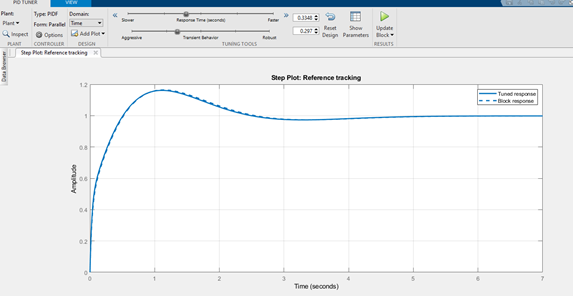 PID TUNER VIEW
Plant: Type: PIDF Domain:
Plant Form: Parallel Time
Inspect Options Add Plot
Slower Response Time (seconds) Faster
Aggressive Transient Behavior Robust
0.3348
0.297
Reset Design
Show Parameters
Update Block
PLANT CONTROLLER DESIGN TUNING TOOLS RESULTS
Data Browser
Step Plot: Reference tracking
Step Plot: Reference tracking
Tuned response
Block response
Amplitude
1.2
1
0.8
0.6
0.4
0.2
0
0 1 2 3 4 5 6 7
Time (seconds)